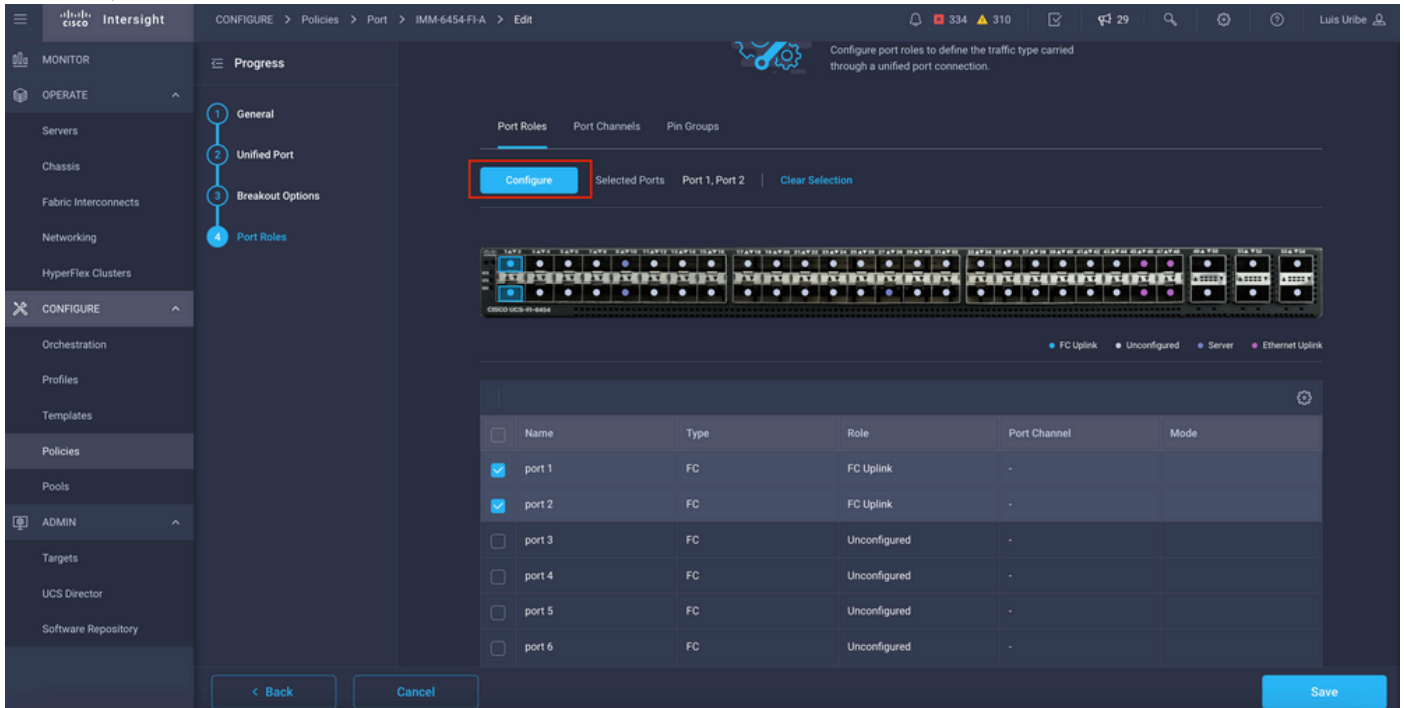 cisco Intersight
CONFIGURE > Policies > Port > IMM-6454-FI-A > Edit
334 310 29 Luis Uribe
MONITOR
OPERATE
Servers
Chassis
Fabric Interconnects
Networking
HyperFlex Clusters
CONFIGURE
Orchestration
Profiles
Templates
Policies
Pools
ADMIN
Targets
UCS Director
Software Repository
Progress
1 General
2 Unified Port
3 Breakout Options
4 Port Roles
Configure port roles to define the traffic type carried
through a unified port connection.
Port Roles Port Channels Pin Groups
Configure Selected Ports Port 1, Port 2 | Clear Selection
CISCO UCS-FI-6454
FC Uplink Unconfigured Server Ethernet Uplink
Name Type Role Port Channel Mode
port 1 FC FC Uplink -
port 2 FC FC Uplink -
port 3 FC Unconfigured -
port 4 FC Unconfigured -
port 5 FC Unconfigured -
port 6 FC Unconfigured -
< Back Cancel Save